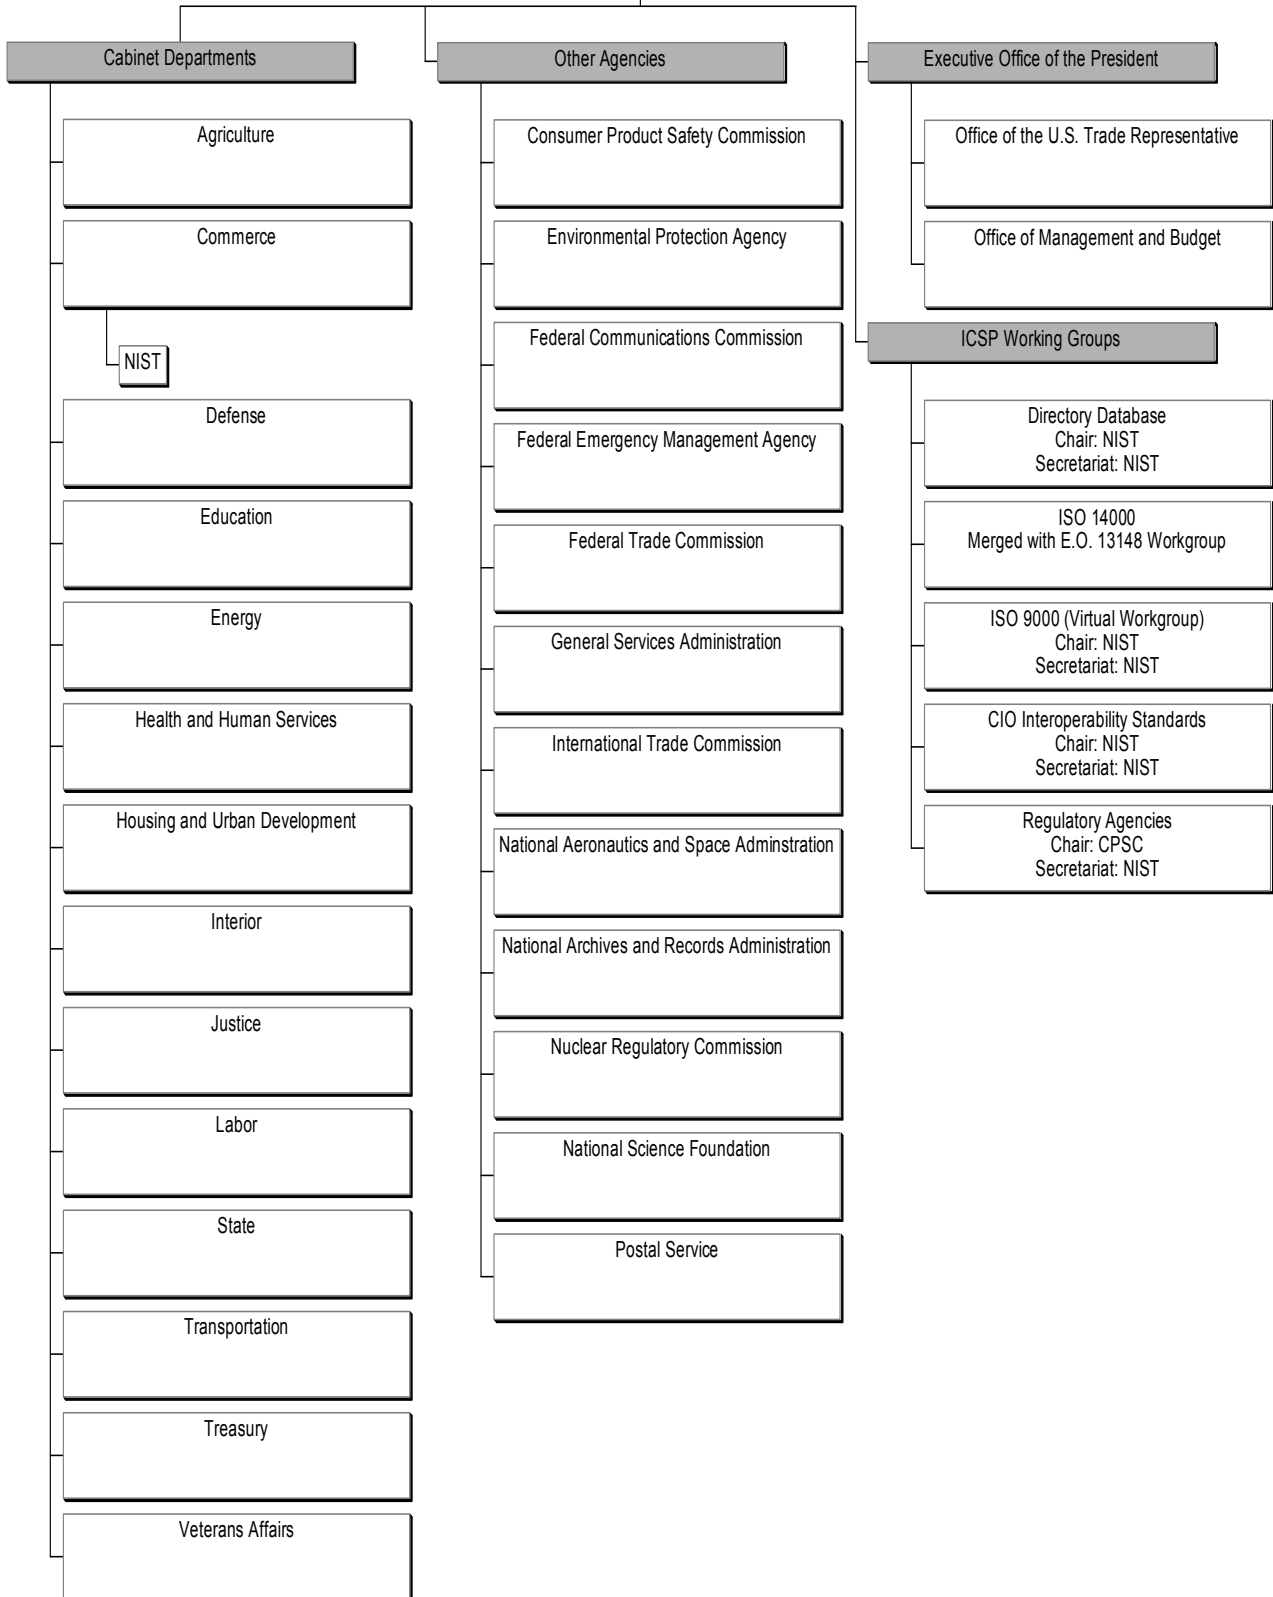 Cabinet Departments
Agriculture
Commerce
NIST
Defense
Education
Energy
Health and Human Services
Housing and Urban Development
Interior
Justice
Labor
State
Transportation
Treasury
Veterans Affairs
Other Agencies
Consumer Product Safety Commission
Environmental Protection Agency
Federal Communications Commission
Federal Emergency Management Agency
Federal Trade Commission
General Services Administration
International Trade Commission
National Aeronautics and Space Adminstration
National Archives and Records Administration
Nuclear Regulatory Commission
National Science Foundation
Postal Service
Executive Office of the President
Office of the U.S. Trade Representative
Office of Management and Budget
ICSP Working Groups
Directory Database
Chair: NIST
Secretariat: NIST
ISO 14000
Merged with E.O. 13148 Workgroup
ISO 9000 (Virtual Workgroup)
Chair: NIST
Secretariat: NIST
CIO Interoperability Standards
Chair: NIST
Secretariat: NIST
Regulatory Agencies
Chair: CPSC
Secretariat: NIST